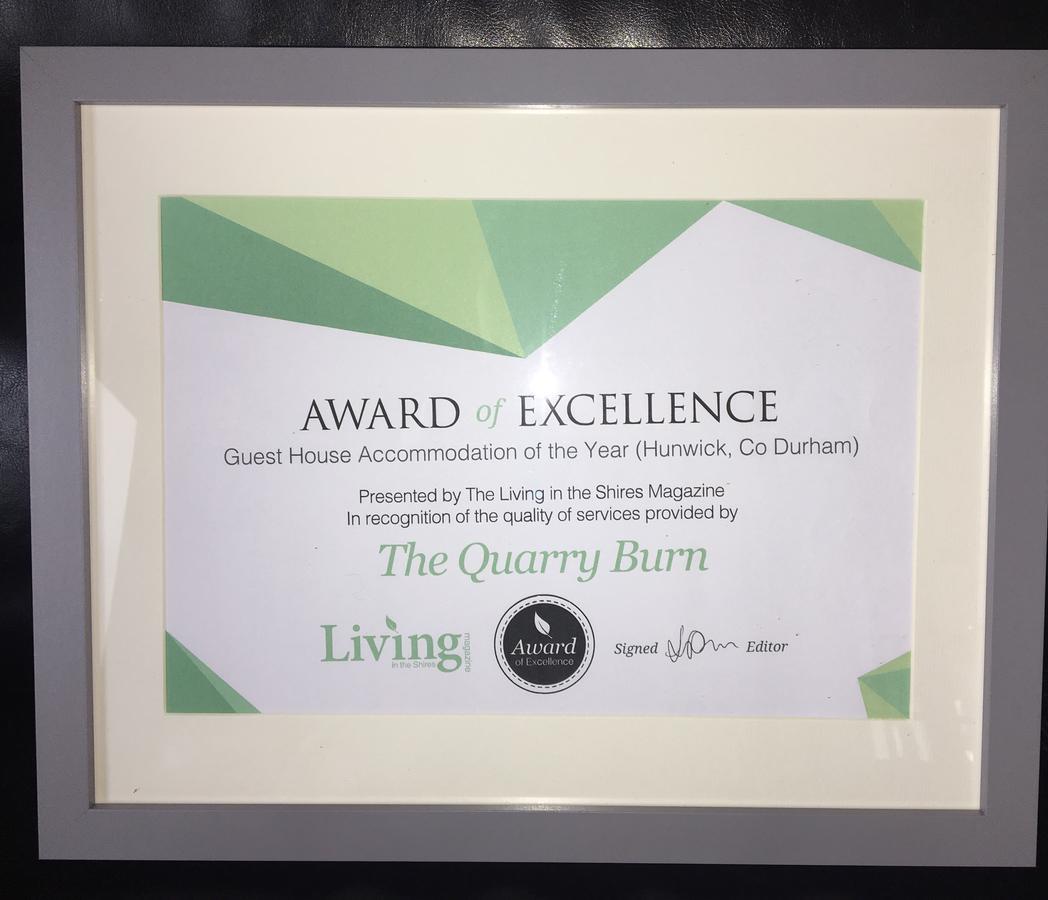 AWARD of EXCELLENCE
Guest House Accommodation of the Year (Hunwick, Co Durham)
Presented by The Living in the Shires Magazine
In recognition of the quality of services provided by
The Quarry Burn
Living
in the Shires
magazine
Award
of Excellence
Signed
Editor